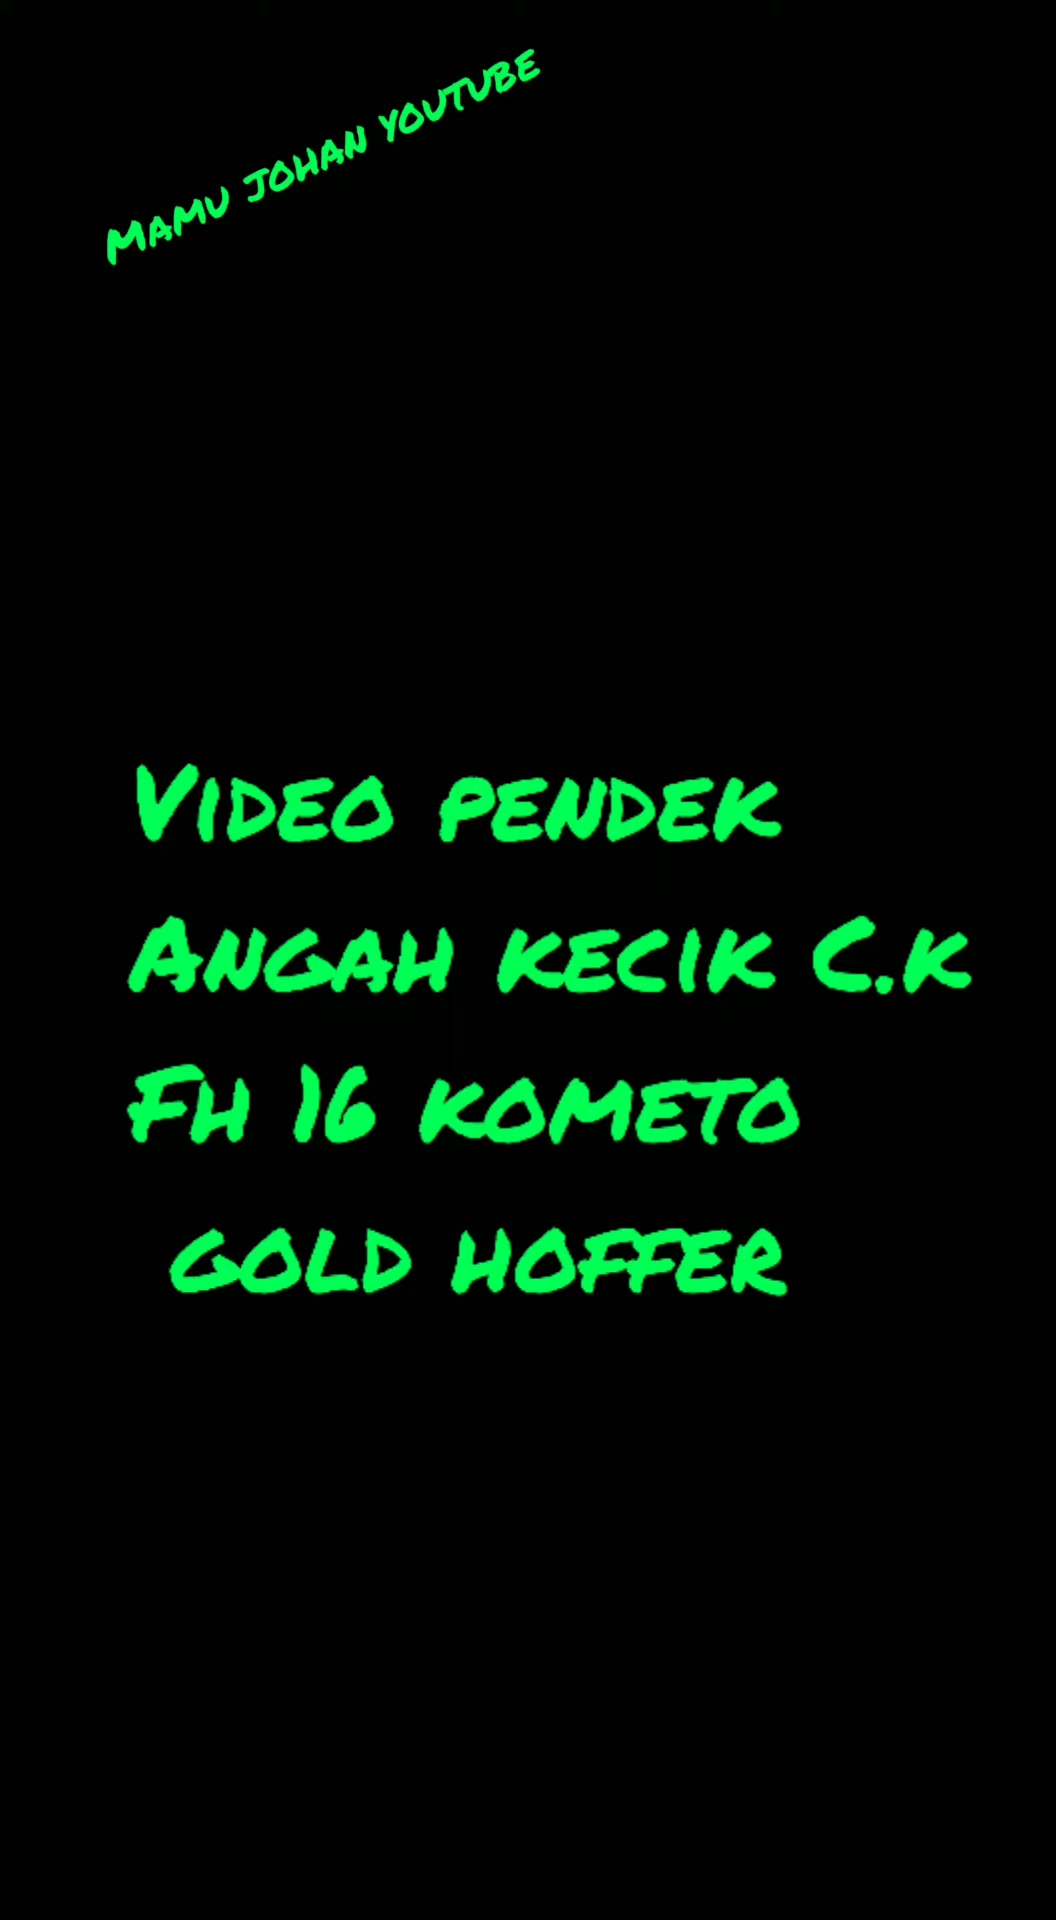 Mamu Johan YouTube
Video pendek
Angah kecik C.k
Fh 16 kometo
gold hoffer